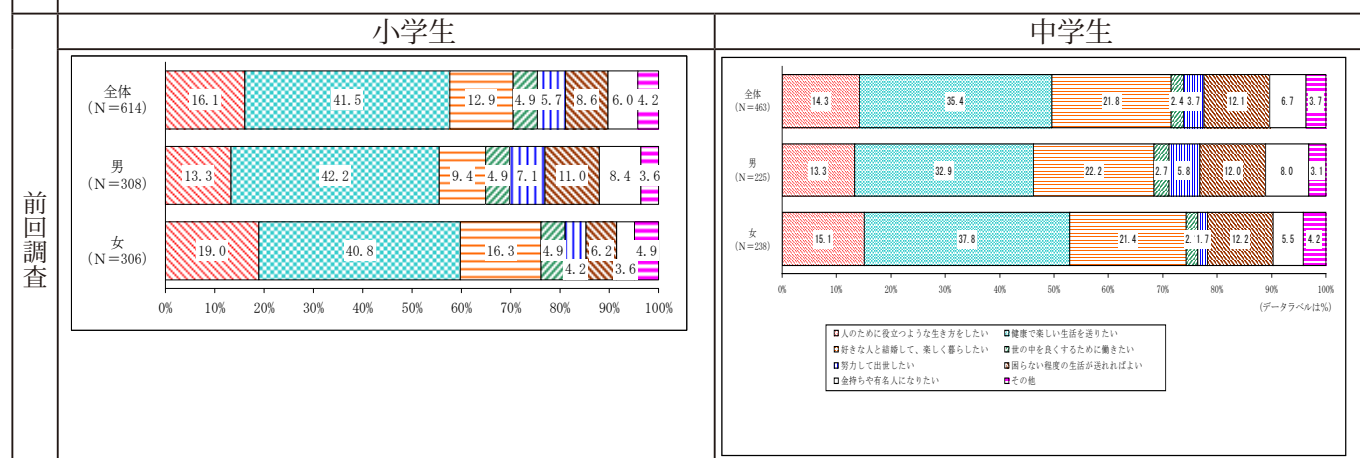 小学生
中学生
前回調査
全体
(N=614)
16.1 41.5 12.9 4.9 5.7 8.6 6.0 4.2
男
(N=308)
13.3 42.2 9.4 4.9 7.1 11.0 8.4 3.6
女
(N=306)
19.0 40.8 16.3 4.9 4.2 6.2 3.6 4.9
0% 10% 20% 30% 40% 50% 60% 70% 80% 90% 100%
全体
(N=463)
14.3 35.4 21.8 2.4 3.7 12.1 6.7 3.7
男
(N=225)
13.3 32.9 22.2 2.7 5.8 12.0 8.0 3.1
女
(N=238)
15.1 37.8 21.4 2. 1.7 12.2 5.5 4.2
0% 10% 20% 30% 40% 50% 60% 70% 80% 90% 100%
(データラベルは%)
人のために役立つような生き方をしたい 健康で楽しい生活を送りたい
好きな人と結婚して、楽しく暮らしたい 世の中を良くするために働きたい
努力して出世したい 困らない程度の生活が送れればよい
金持ちや有名人になりたい その他